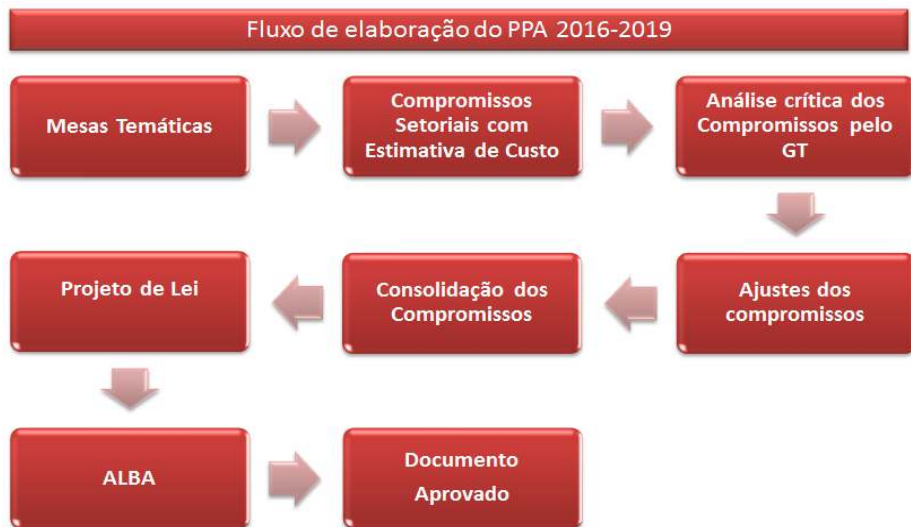 Fluxo de elaboração do PPA 2016-2019
Mesas Temáticas
Compromissos
Setoriais com
Estimativa de Custo
Análise crítica dos
Compromissos pelo
GT
Ajustes dos
compromissos
Consolidação dos
Compromissos
Projeto de Lei
ALBA
Documento
Aprovado